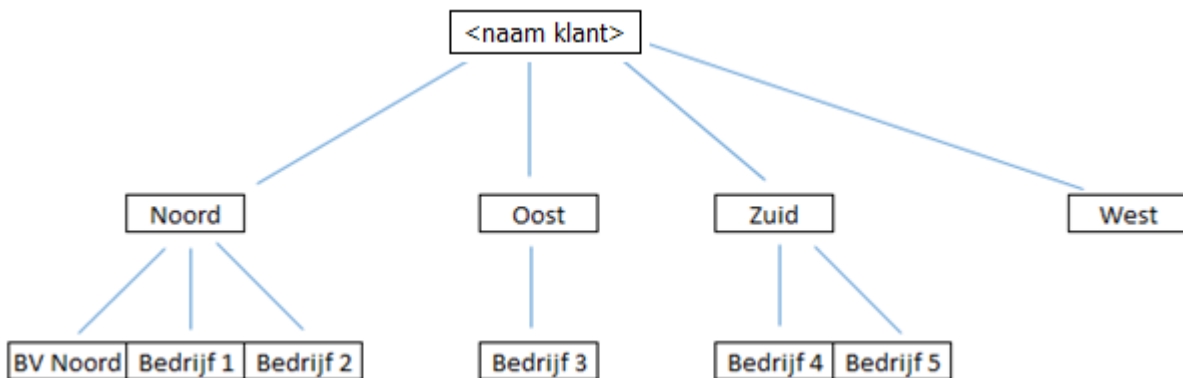 <naam klant>
Noord
Oost
Zuid
West
BV Noord
Bedrijf 1
Bedrijf 2
Bedrijf 3
Bedrijf 4
Bedrijf 5